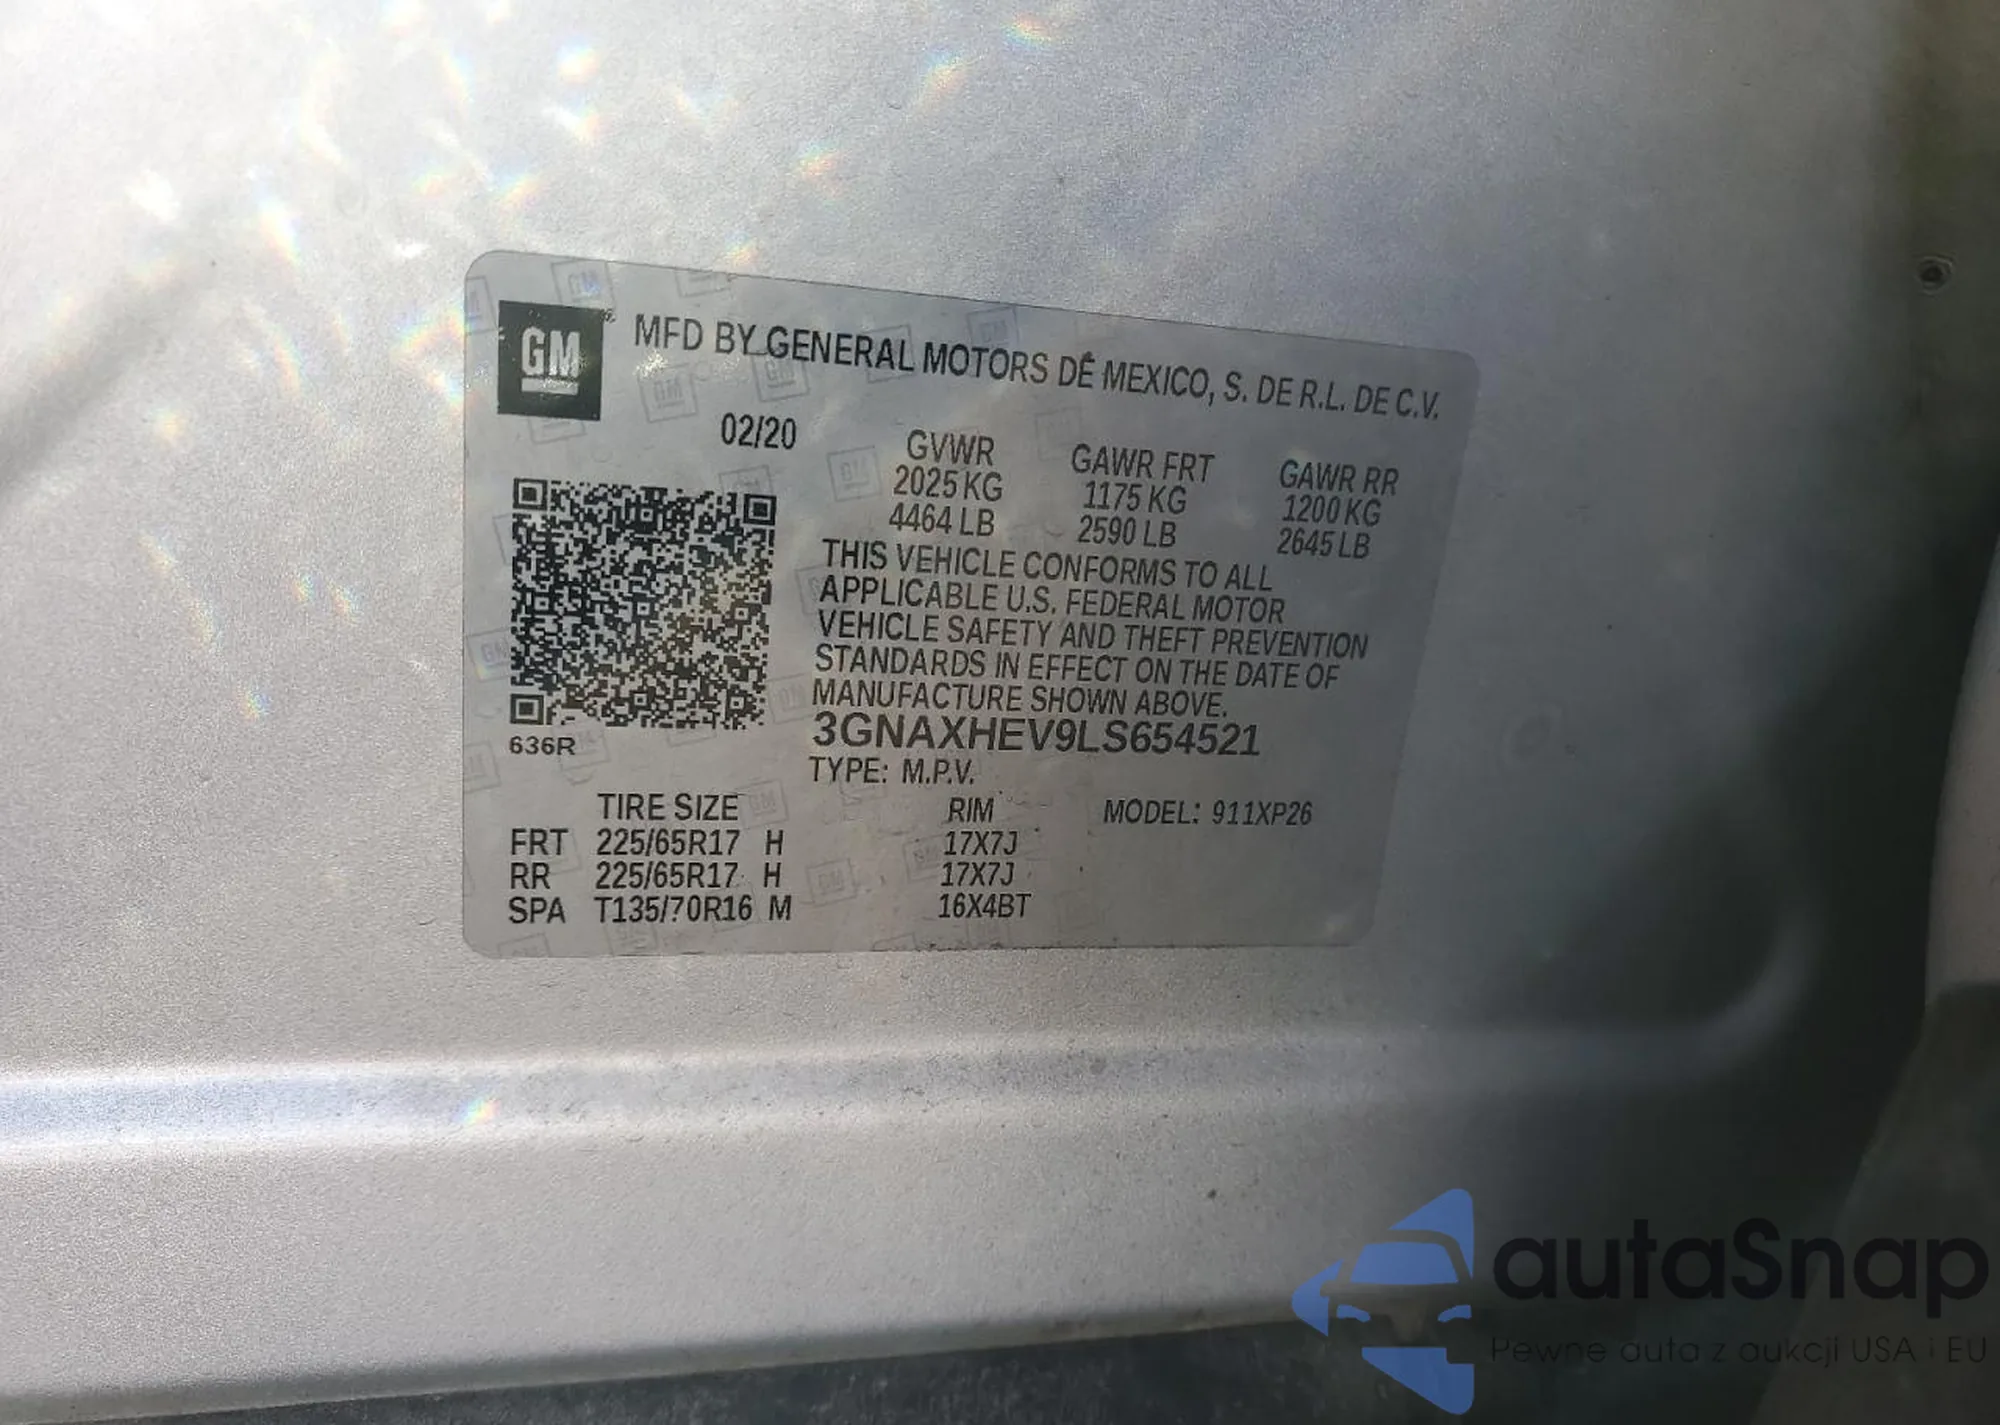 GM
MFD BY GENERAL MOTORS DE MEXICO, S. DE R.L. DE C.V.
02/20
GVWR GAWR FRT GAWR RR
2025 KG 1175 KG 1200 KG
4464 LB 2590 LB 2645 LB
THIS VEHICLE CONFORMS TO ALL
APPLICABLE U.S. FEDERAL MOTOR
VEHICLE SAFETY AND THEFT PREVENTION
STANDARDS IN EFFECT ON THE DATE OF
MANUFACTURE SHOWN ABOVE.
3GNAXHEV9LS654521
636R
TYPE: M.P.V.
TIRE SIZE RIM MODEL: 911XP26
FRT 225/65R17 H 17X7J
RR 225/65R17 H 17X7J
SPA T135/70R16 M 16X4BT
autaSnap
Pewne auta z aukcji USA i EU